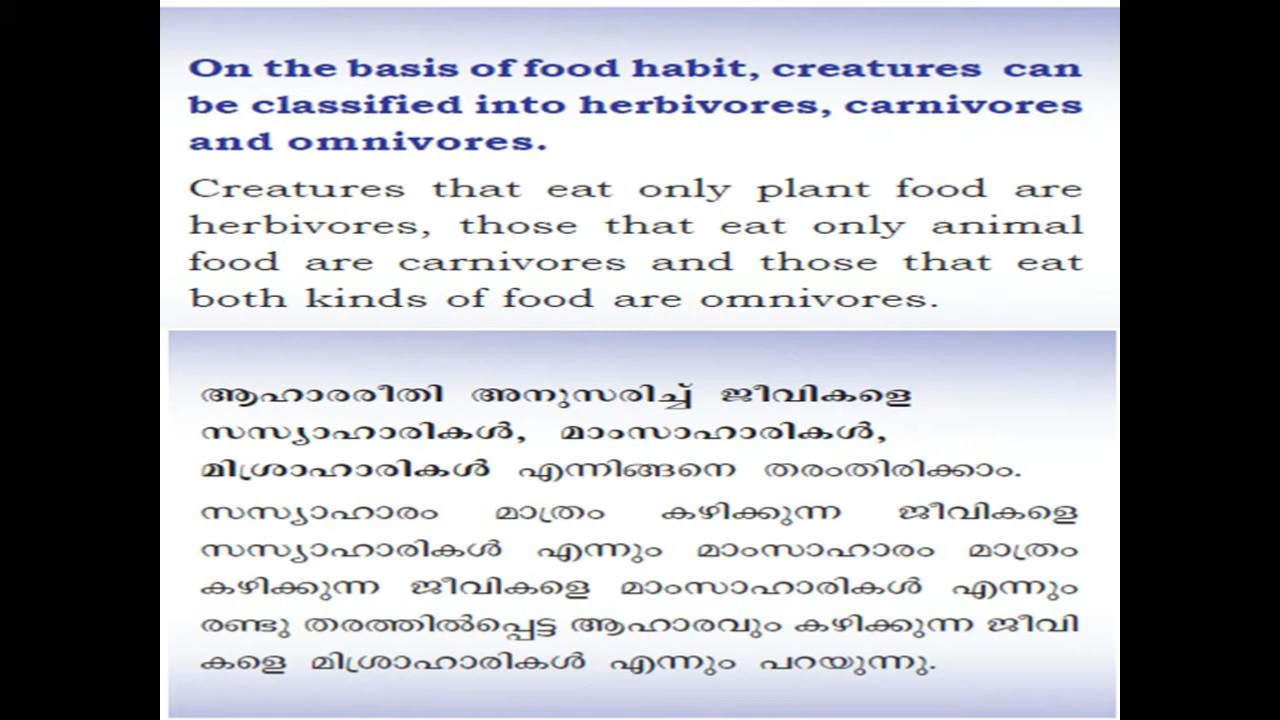 On the basis of food habit, creatures can
be classified into herbivores, carnivores
and omnivores.
Creatures that eat only plant food are
herbivores, those that eat only animal
food are carnivores and those that eat
both kinds of food are omnivores.
ആഹാരരീതി അനുസരിച്ച് ജീവികളെ
സസ്യാഹാരികൾ, മാംസാഹാരികൾ,
മിശ്രാഹാരികൾ എന്നിങ്ങനെ തരംതിരിക്കാം.
സസ്യാഹാരം മാത്രം കഴിക്കുന്ന ജീവികളെ
സസ്യാഹാരികൾ എന്നും മാംസാഹാരം മാത്രം
കഴിക്കുന്ന ജീവികളെ മാംസാഹാരികൾ എന്നും
രണ്ടു തരത്തിൽപ്പെട്ട ആഹാരവും കഴിക്കുന്ന ജീവി
കളെ മിശ്രാഹാരികൾ എന്നും പറയുന്നു.